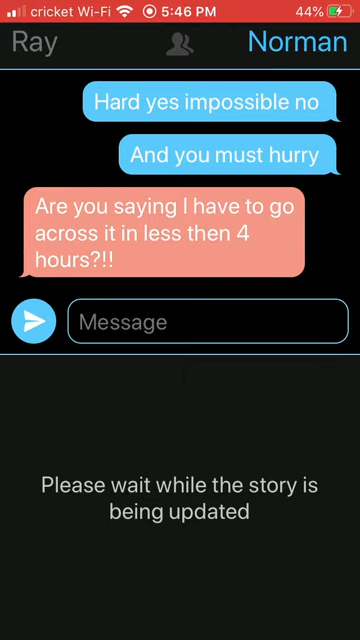 cricket Wi-Fi 5:46 PM 44%
Ray Norman
Hard yes impossible no
And you must hurry
Are you saying I have to go
across it in less then 4
hours?!!
Message
Please wait while the story is
being updated